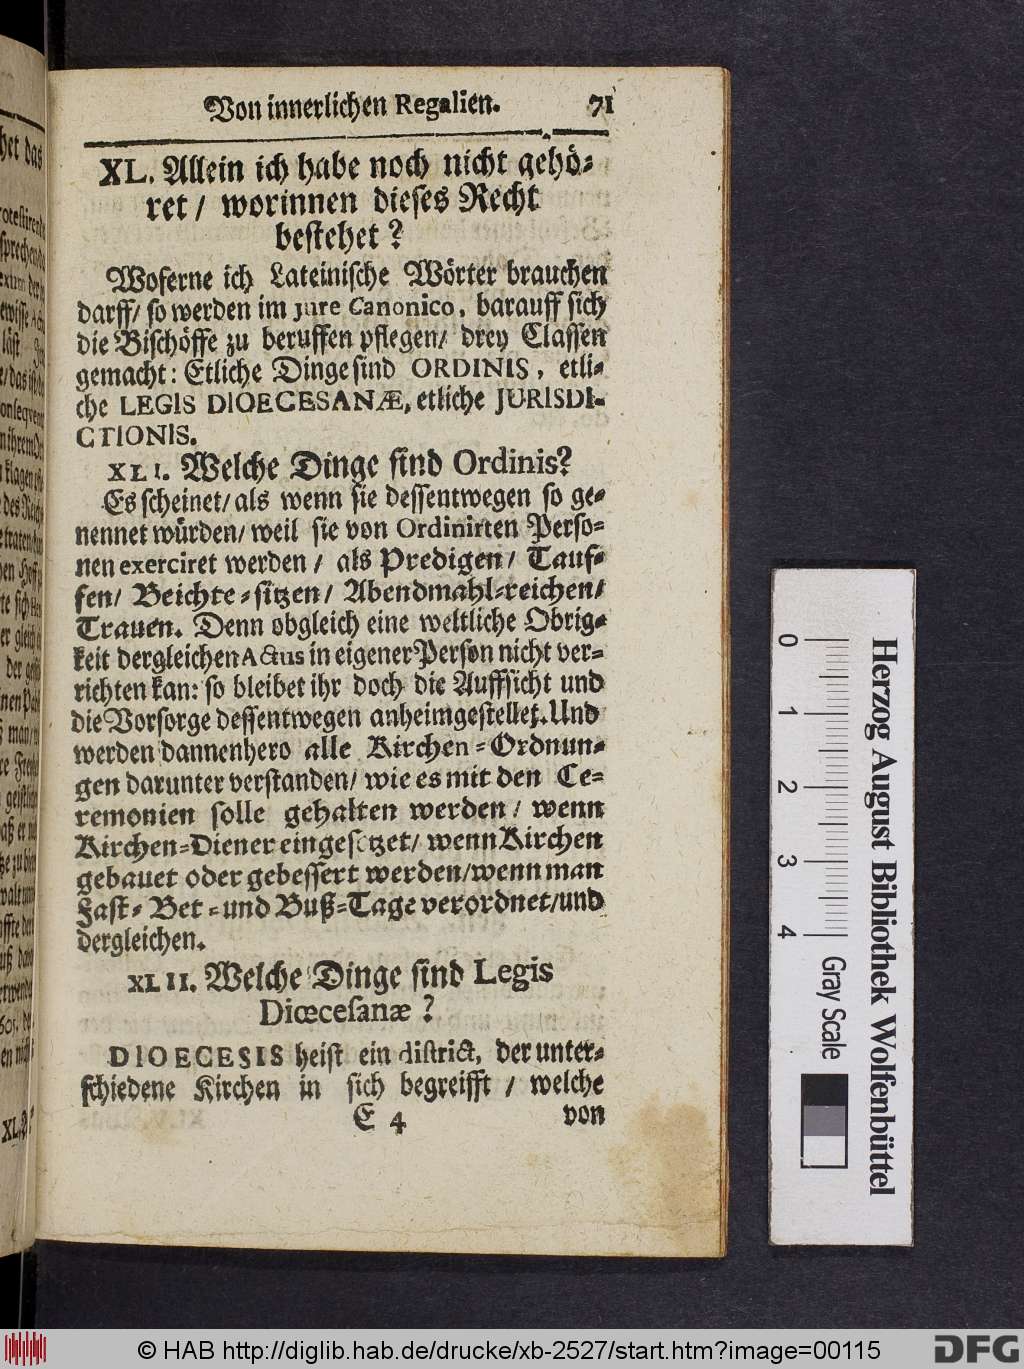 Von innerlichen Regalien. 71
XL. Allein ich habe noch nicht gehö-
ret / worinnen dieses Recht
bestehet ?
Woferne ich Lateinische Wörter brauchen
darff/ so werden im jure Canonico, barauff sich
die Bischöffe zu beruffen pflegen/ drey Classen
gemacht: Etliche Dinge sind ORDINIS, etli-
che LEGIS DIOECESANÆ, etliche JURISDI-
CTIONIS.
XLI. Welche Dinge sind Ordinis?
Es scheinet/ als wenn sie dessentwegen so ge-
nennet würden/ weil sie von Ordinirten Perso-
nen exerciret werden / als Predigen/ Tauf-
fen/ Beichte-sitzen/ Abendmahl-reichen/
Trauen. Denn obgleich eine weltliche Obrig-
keit dergleichen Actus in eigener Person nicht ver-
richten kan: so bleibet ihr doch die Auffsicht und
die Vorsorge dessentwegen anheimgestellet. Und
werden dannenhero alle Kirchen-Ordnun-
gen darunter verstanden/ wie es mit den Ce-
remonien solle gehalten werden / wenn
Kirchen-Diener eingesetzet/ wenn Kirchen
gebauet oder gebessert werden/ wenn man
Fast- Bet- und Buß-Tage verordnet/ und
dergleichen.
XLII. Welche Dinge sind Legis
Diœcesanæ ?
DIOECESIS heist ein district, der unter-
schiedene Kirchen in sich begreifft / welche
E 4 von
0 1 2 3 4
Gray Scale
Herzog August Bibliothek Wolfenbüttel
© HAB http://diglib.hab.de/drucke/xb-2527/start.htm?image=00115
DFG